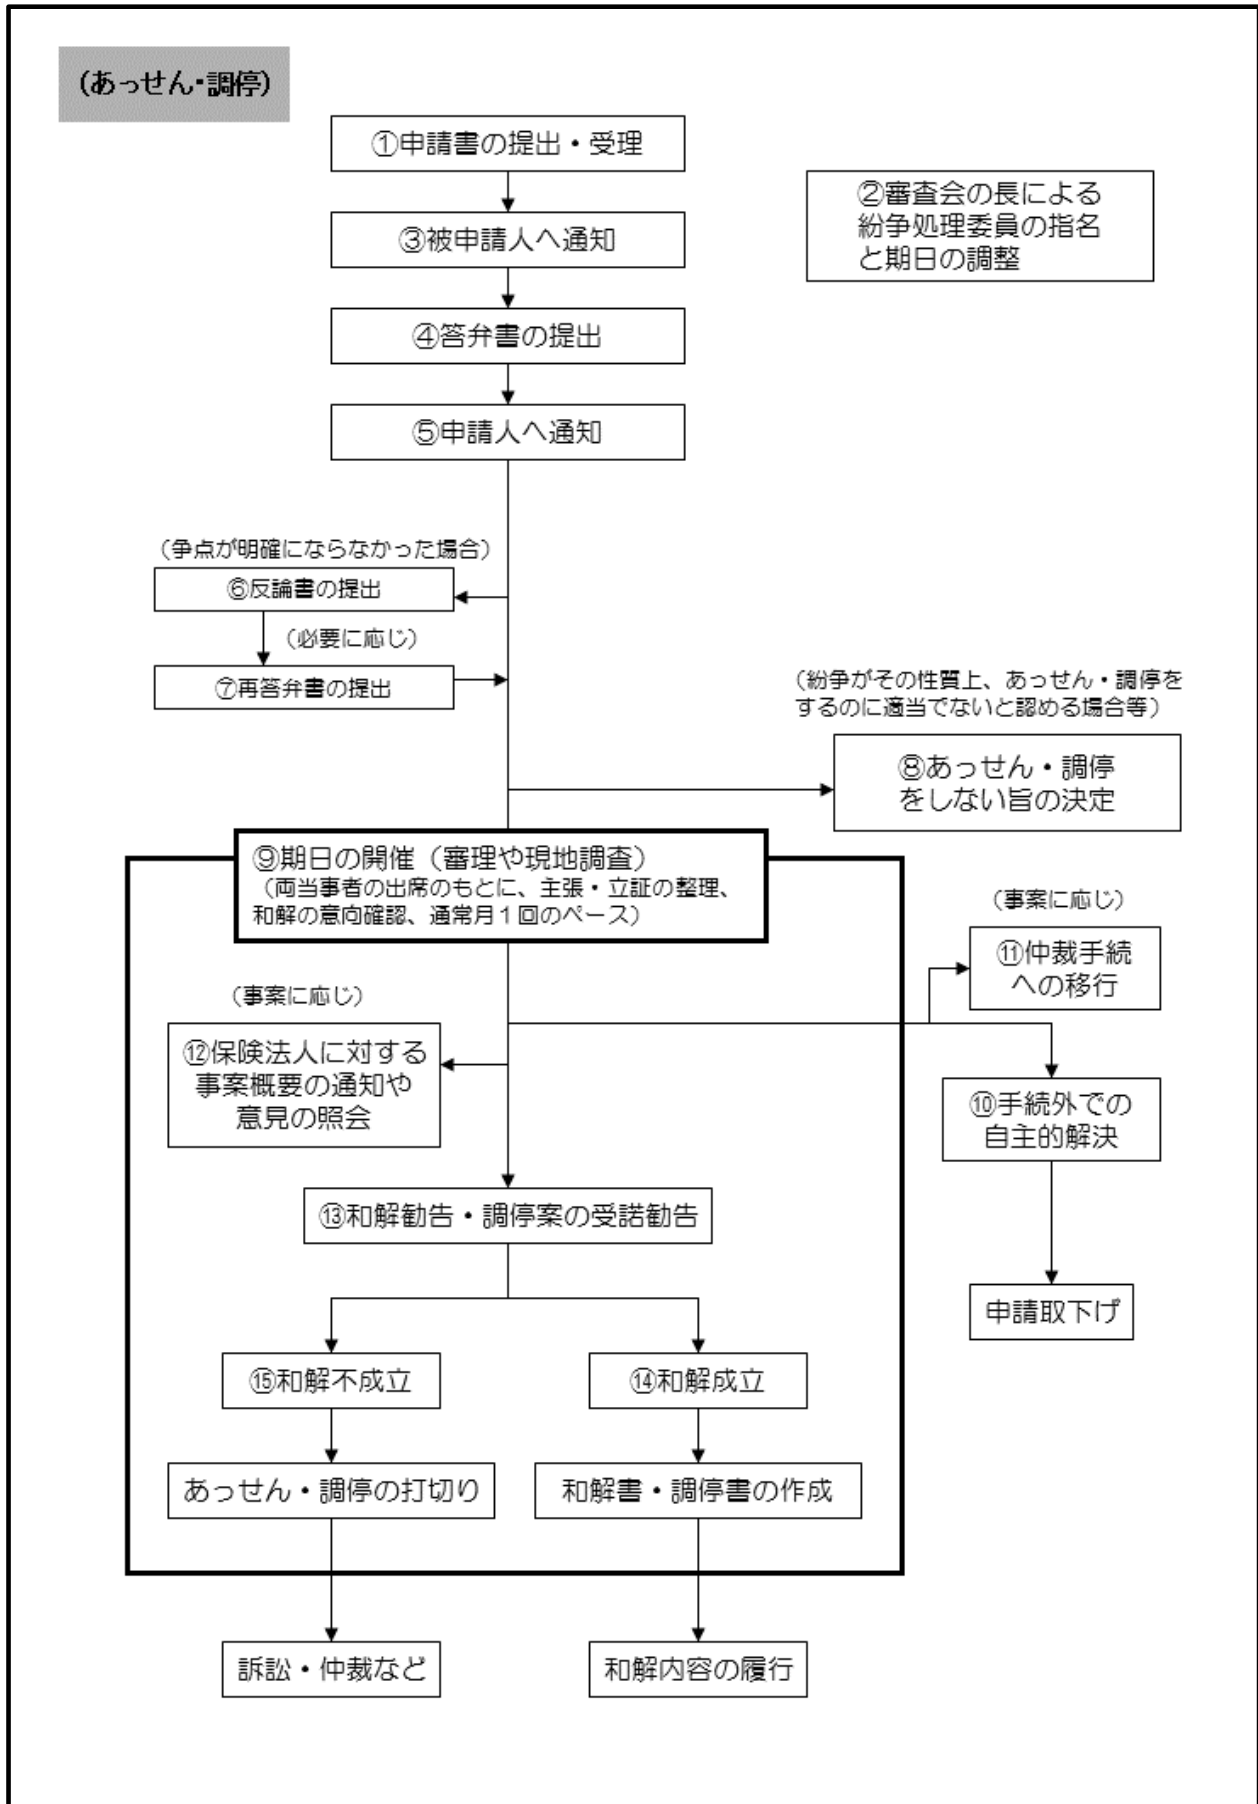 （あっせん・調停）
①申請書の提出・受理
②審査会の長による
紛争処理委員の指名
と期日の調整
③被申請人へ通知
④答弁書の提出
⑤申請人へ通知
（争点が明確にならなかった場合）
⑥反論書の提出
（必要に応じ）
⑦再答弁書の提出
（紛争がその性質上、あっせん・調停を
するのに適当でないと認める場合等）
⑧あっせん・調停
をしない旨の決定
⑨期日の開催（審理や現地調査）
（両当事者の出席のもとに、主張・立証の整理、
和解の意向確認、通常月１回のペース）
（事案に応じ）
⑪仲裁手続
への移行
（事案に応じ）
⑫保険法人に対する
事案概要の通知や
意見の照会
⑩手続外での
自主的解決
⑬和解勧告・調停案の受諾勧告
申請取下げ
⑮和解不成立
⑭和解成立
あっせん・調停の打切り
和解書・調停書の作成
訴訟・仲裁など
和解内容の履行